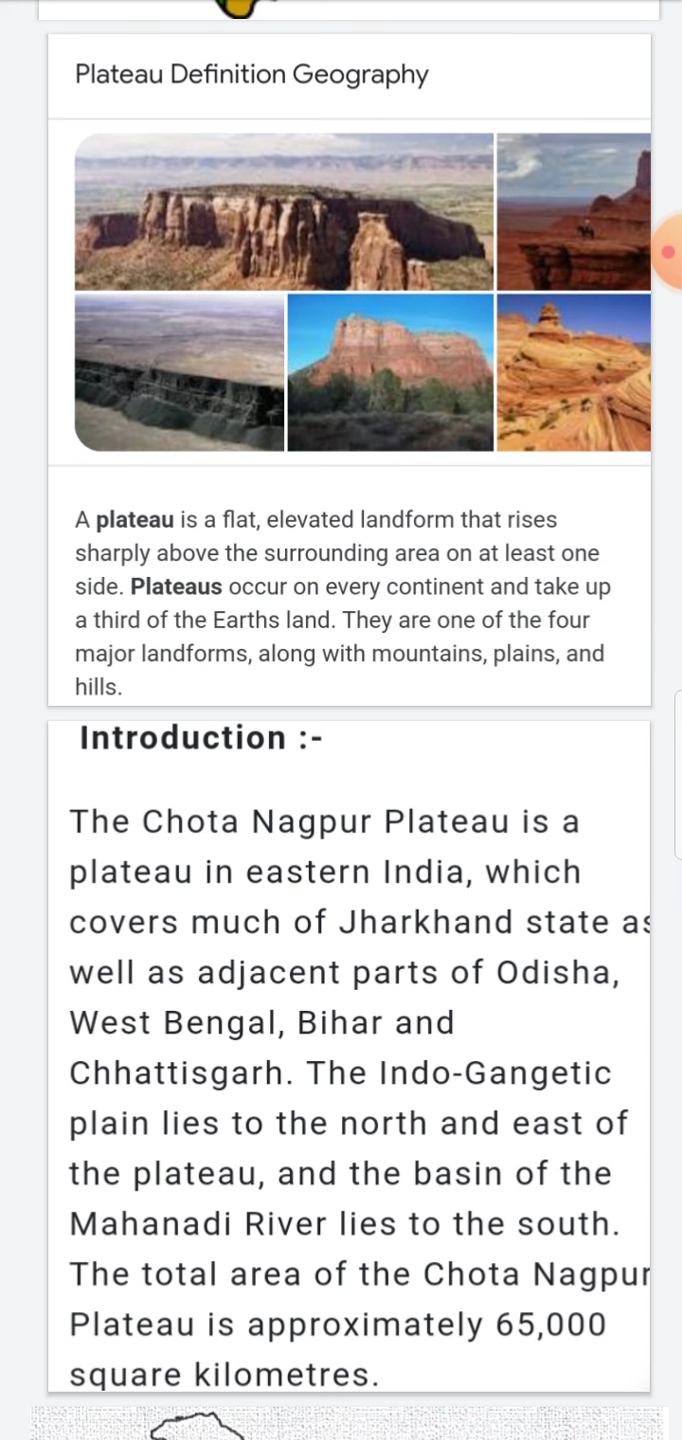 Plateau Definition Geography
A plateau is a flat, elevated landform that rises
sharply above the surrounding area on at least one
side. Plateaus occur on every continent and take up
a third of the Earths land. They are one of the four
major landforms, along with mountains, plains, and
hills.
Introduction :-
The Chota Nagpur Plateau is a
plateau in eastern India, which
covers much of Jharkhand state as
well as adjacent parts of Odisha,
West Bengal, Bihar and
Chhattisgarh. The Indo-Gangetic
plain lies to the north and east of
the plateau, and the basin of the
Mahanadi River lies to the south.
The total area of the Chota Nagpur
Plateau is approximately 65,000
square kilometres.